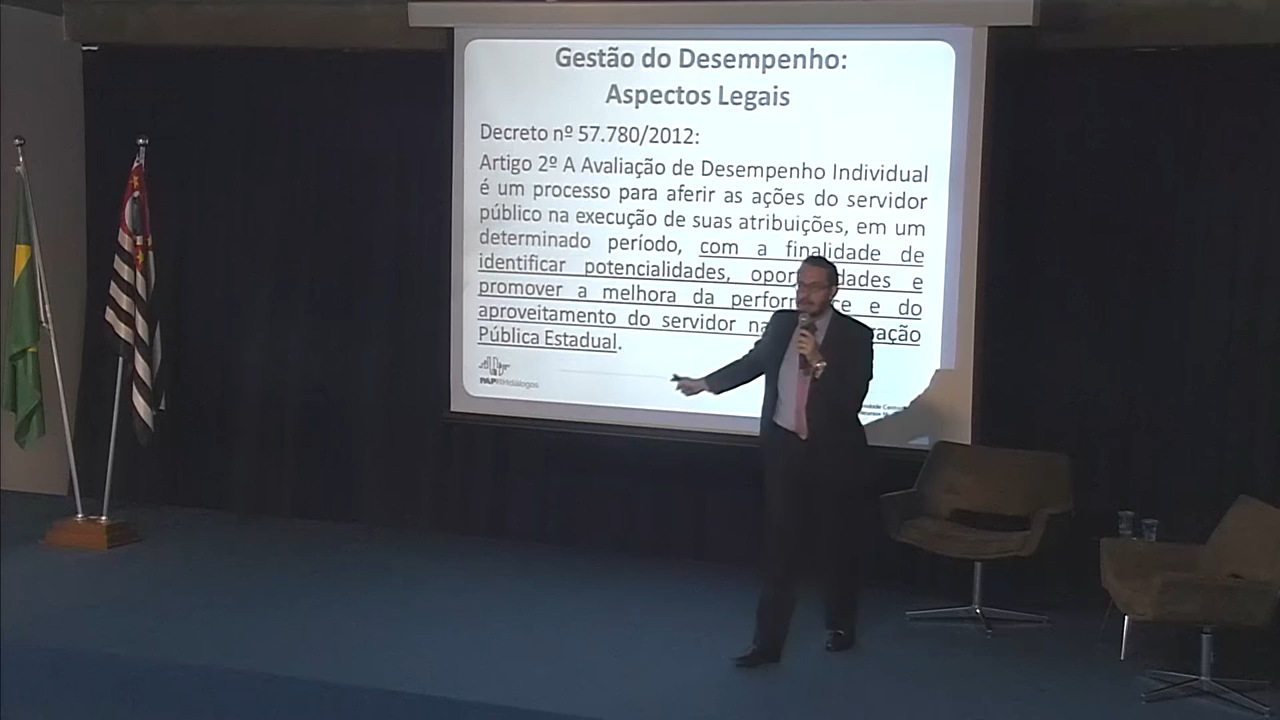 Gestão do Desempenho:
Aspectos Legais
Decreto nº 57.780/2012:
Artigo 2º A Avaliação de Desempenho Individual
é um processo para aferir as ações do servidor
público na execução de suas atribuições, em um
determinado período, com a finalidade de
identificar potencialidades, dades e
promover a melhora da e do
aproveitamento do servidor
Pública Estadual.